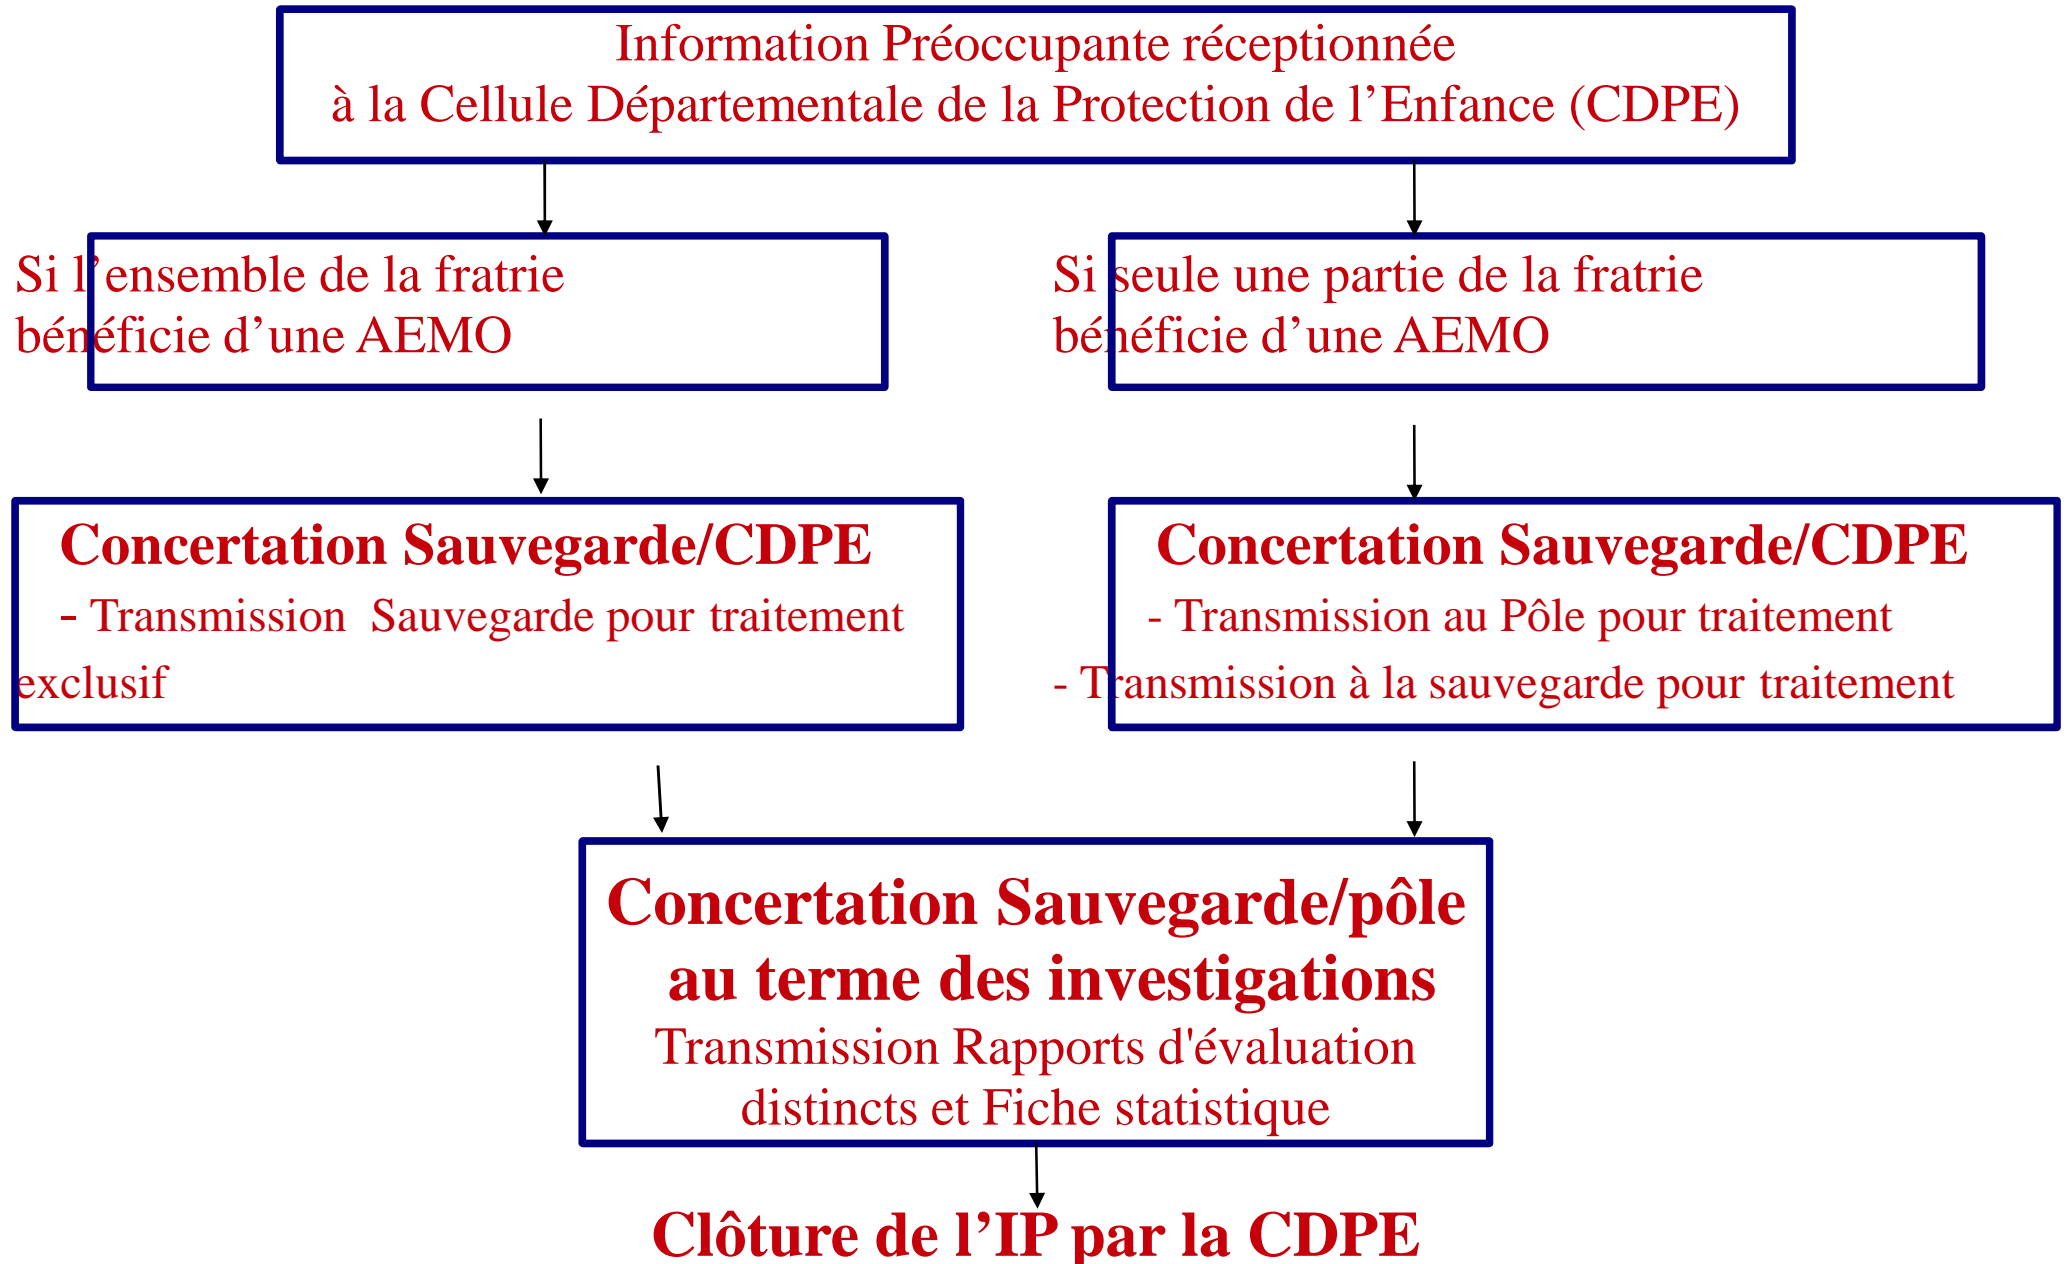 Information Préoccupante réceptionnée
à la Cellule Départementale de la Protection de l’Enfance (CDPE)
Si l’ensemble de la fratrie
bénéficie d’une AEMO
Si seule une partie de la fratrie
bénéficie d’une AEMO
Concertation Sauvegarde/CDPE
- Transmission Sauvegarde pour traitement
exclusif
Concertation Sauvegarde/CDPE
- Transmission au Pôle pour traitement
- Transmission à la sauvegarde pour traitement
Concertation Sauvegarde/pôle
au terme des investigations
Transmission Rapports d'évaluation
distincts et Fiche statistique
Clôture de l’IP par la CDPE